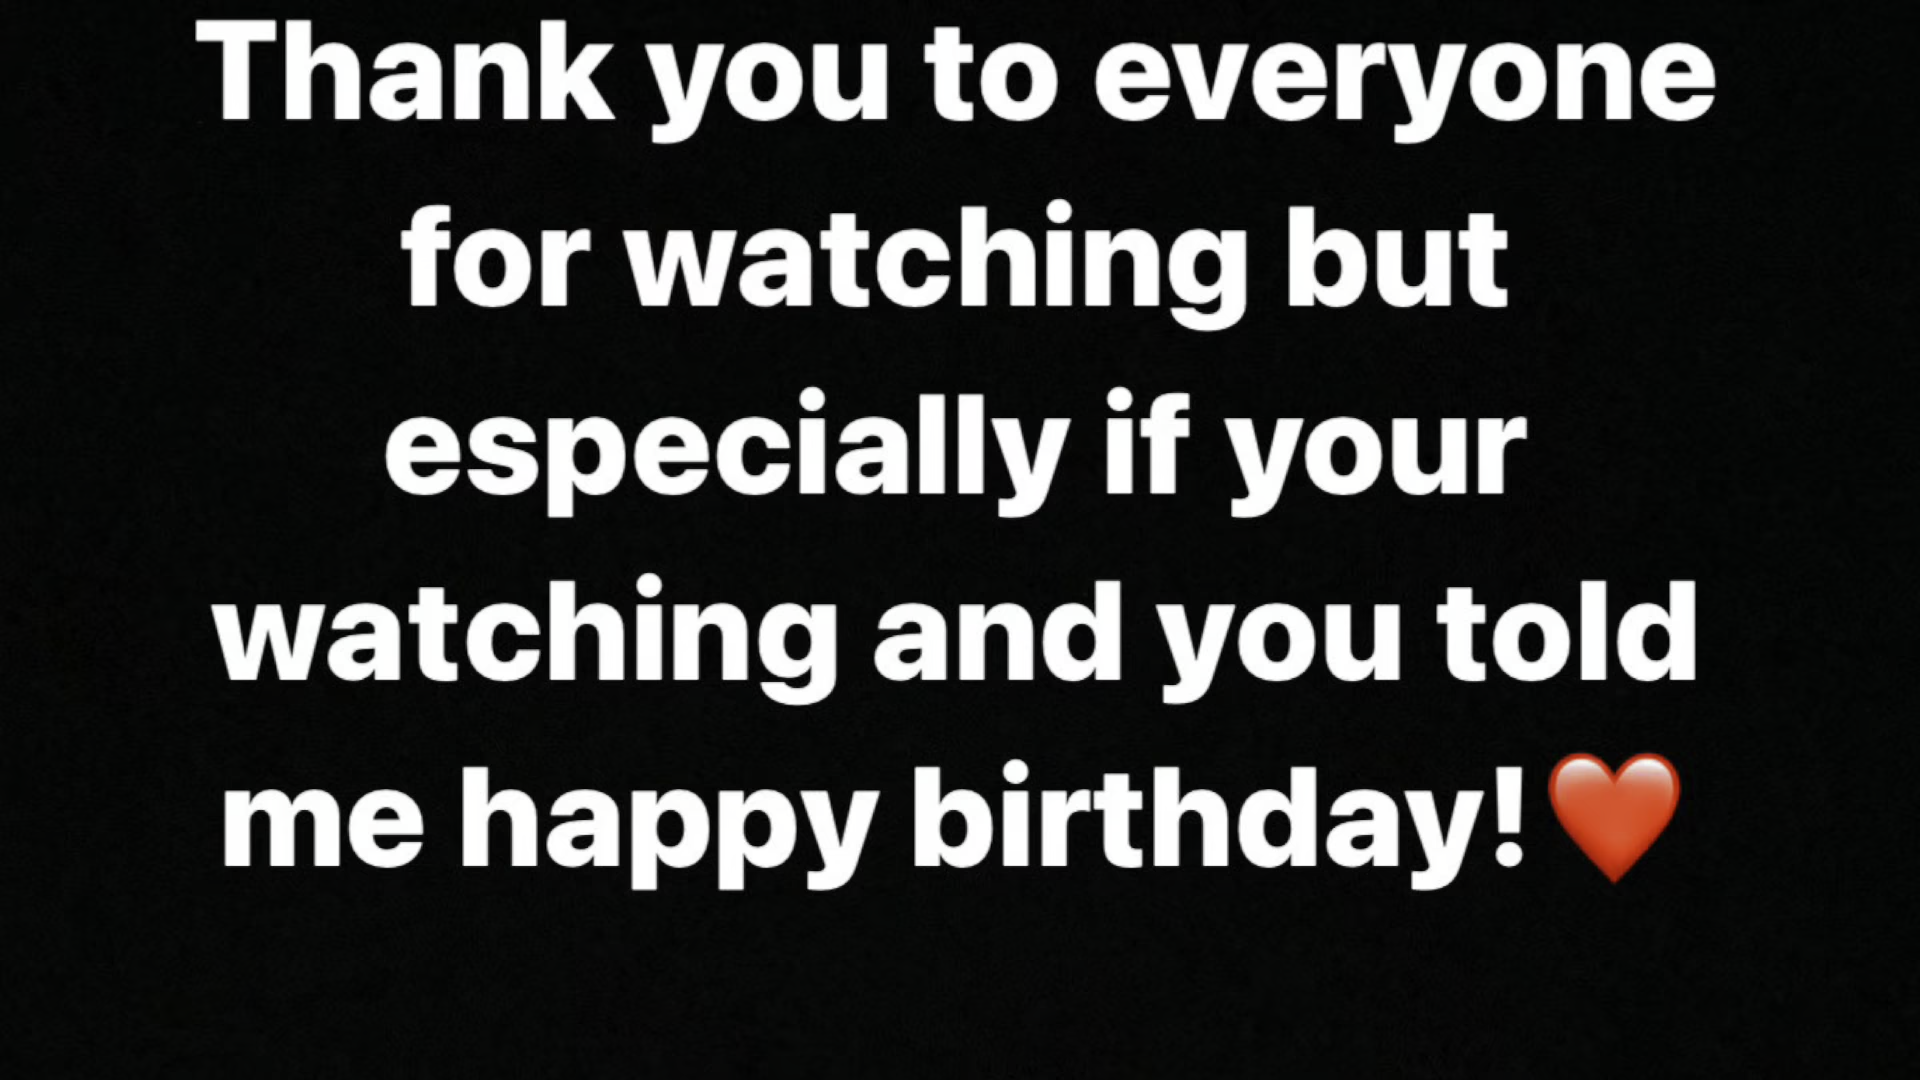 Thank you to everyone
for watching but
especially if your
watching and you told
me happy birthday!❤️